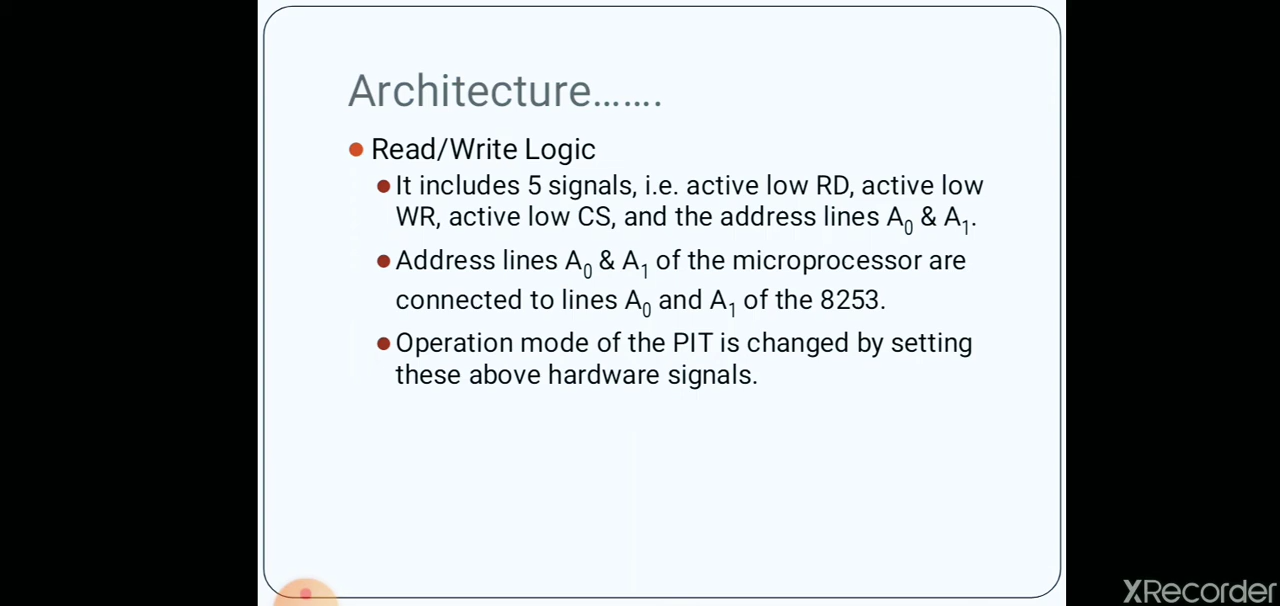 Architecture…….
Read/Write Logic
It includes 5 signals, i.e. active low RD, active low
WR, active low CS, and the address lines A0 & A1.
Address lines A0 & A1 of the microprocessor are
connected to lines A0 and A1 of the 8253.
Operation mode of the PIT is changed by setting
these above hardware signals.
XRecorder